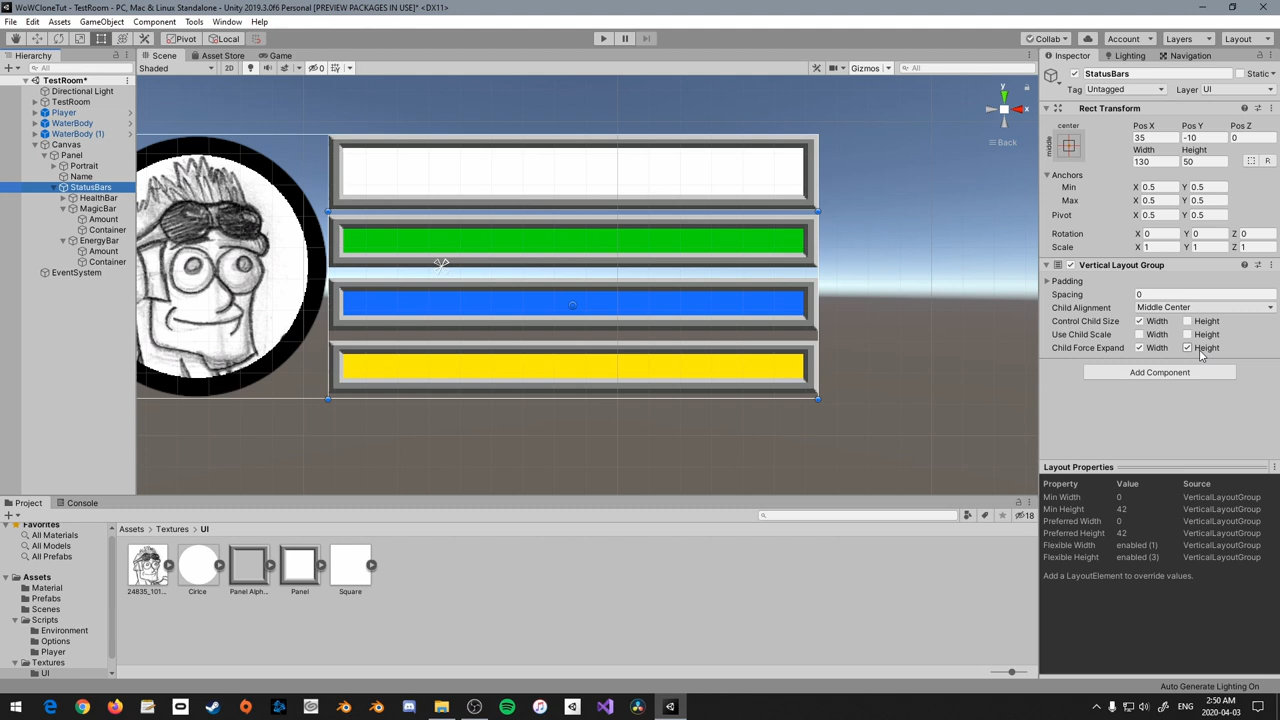 WoWCloneTut - TestRoom - PC, Mac & Linux Standalone - Unity 2019.3.0f6 Personal [PREVIEW PACKAGES IN USE]* <DX11>
File Edit Assets GameObject Component Tools Window Help
Pivot Local Collab Account Layers Layout
Hierarchy Scene Asset Store Game Inspector Lighting Navigation
All Shaded 2D 0 Gizmos All
TestRoom*
Directional Light
TestRoom
Player
WaterBody
WaterBody (1)
Canvas
Panel
Portrait
Name
StatusBars
HealthBar
MagicBar
Amount
Container
EnergyBar
Amount
Container
EventSystem
y
x
Back
StatusBars Static
Tag Untagged Layer UI
Rect Transform
center Pos X Pos Y Pos Z
middle 35 -10 0
Width Height
130 50 R
Anchors
Min X 0.5 Y 0.5
Max X 0.5 Y 0.5
Pivot X 0.5 Y 0.5
Rotation X 0 Y 0 Z 0
Scale X 1 Y 1 Z 1
Vertical Layout Group
Padding
Spacing 0
Child Alignment Middle Center
Control Child Size Width Height
Use Child Scale Width Height
Child Force Expand Width Height
Add Component
Layout Properties
Property Value Source
Min Width 0 VerticalLayoutGroup
Min Height 42 VerticalLayoutGroup
Preferred Width 0 VerticalLayoutGroup
Preferred Height 42 VerticalLayoutGroup
Flexible Width enabled (1) VerticalLayoutGroup
Flexible Height enabled (3) VerticalLayoutGroup
Add a LayoutElement to override values.
Project Console
18
Favorites
All Materials
All Models
All Prefabs
Assets
Material
Prefabs
Scenes
Scripts
Environment
Options
Player
Textures
UI
Assets Textures UI
24835_101... Cirlce Panel Alph... Panel Square
Auto Generate Lighting On
ENG 2:50 AM
2020-04-03